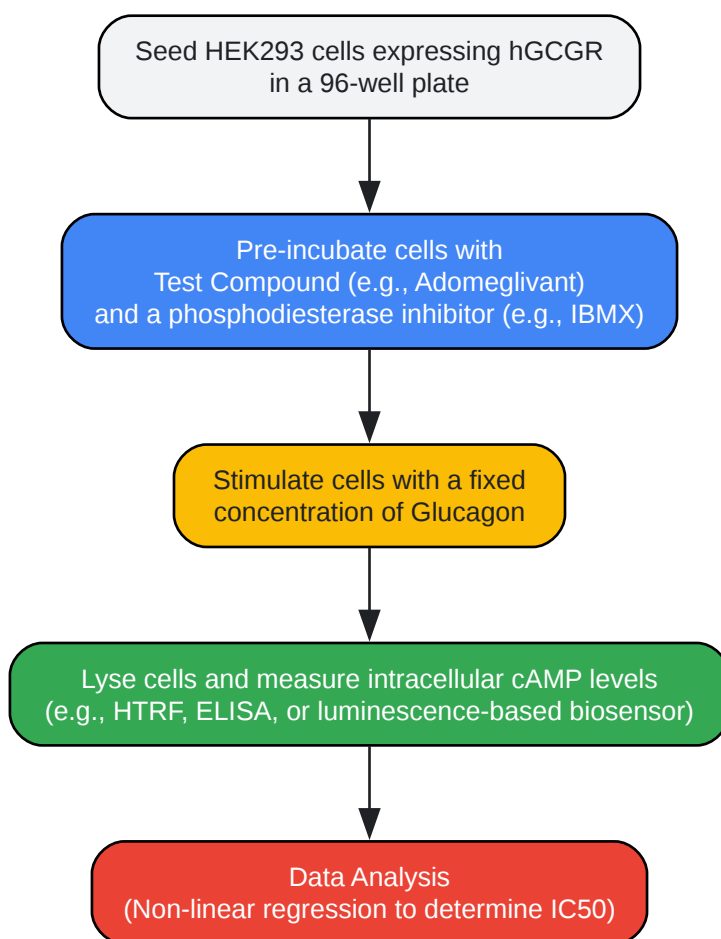 Seed HEK293 cells expressing hGCGR
in a 96-well plate
Pre-incubate cells with
Test Compound (e.g., Adomeglivant)
and a phosphodiesterase inhibitor (e.g., IBMX)
Stimulate cells with a fixed
concentration of Glucagon
Lyse cells and measure intracellular cAMP levels
(e.g., HTRF, ELISA, or luminescence-based biosensor)
Data Analysis
(Non-linear regression to determine IC50)